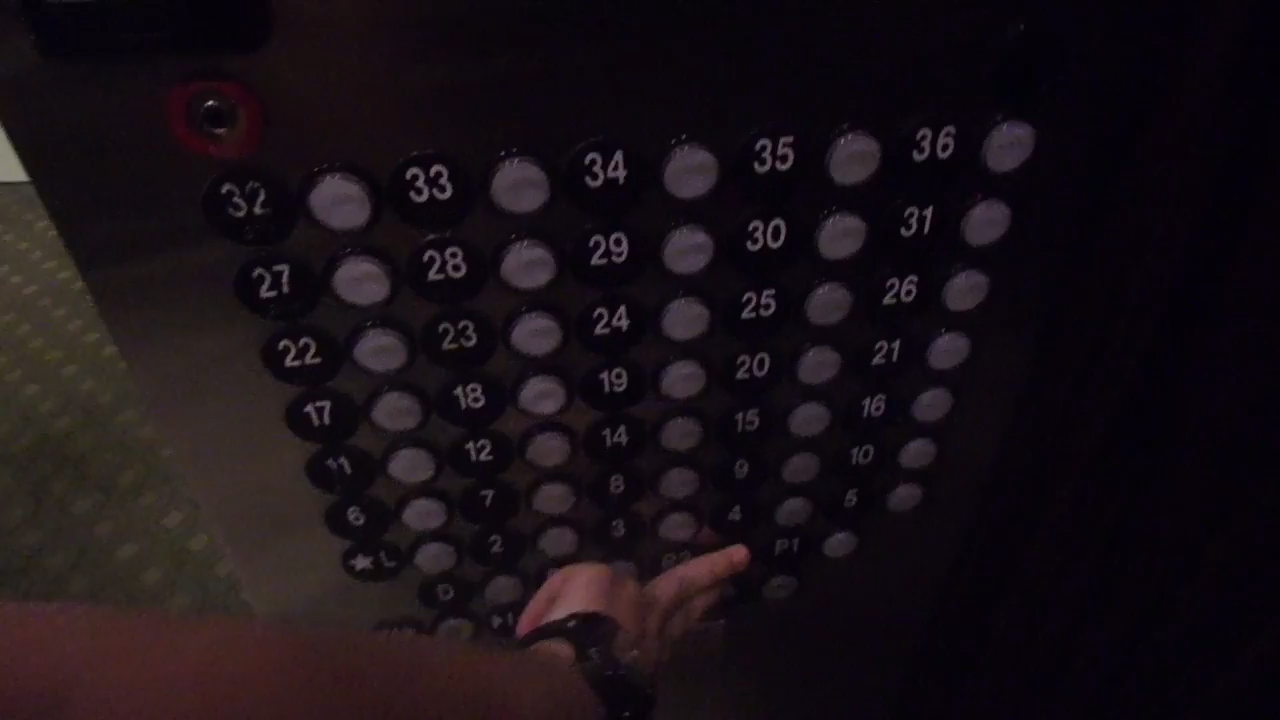 32 33 34 35 36
27 28 29 30 31
22 23 24 25 26
17 18 19 20 21
11 12 14 15 16
6 7 8 9 10
★L 2 3 4 5
D P1